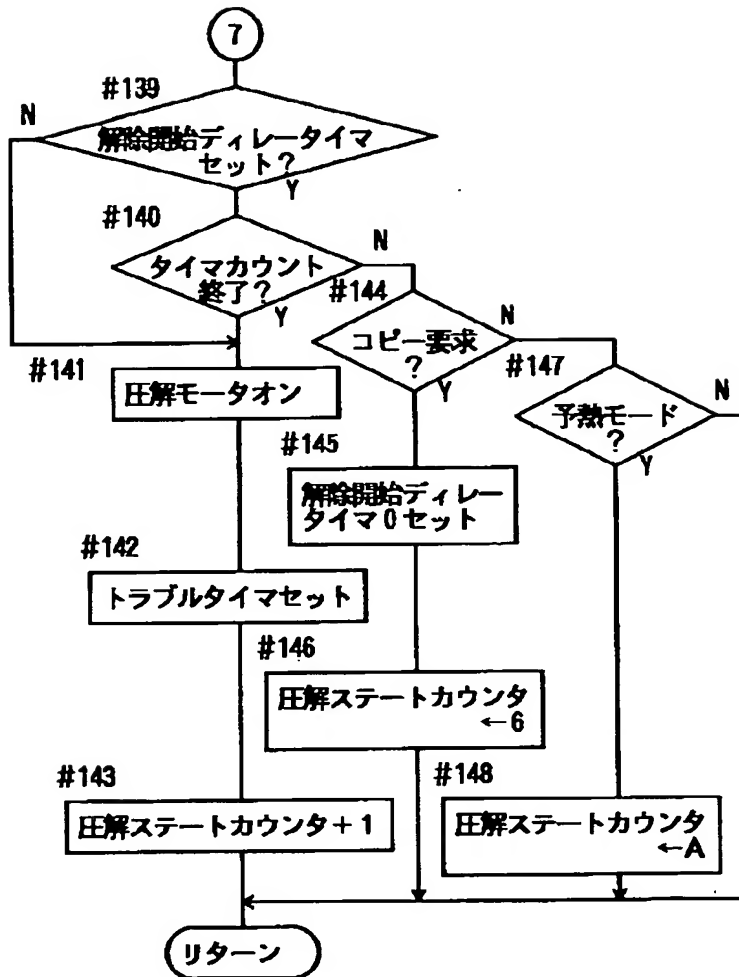 7
#139
N
解除開始ディレータイマ
セット?
Y
#140
N
タイマカウント
終了?
Y
#144
N
コピー要求
?
Y
#141
圧解モータオン
#147
N
予熱モード
?
Y
#145
解除開始ディレー
タイマ0セット
#142
トラブルタイマセット
#146
圧解ステートカウンタ
←6
#143
圧解ステートカウンタ+1
#148
圧解ステートカウンタ
←A
リターン